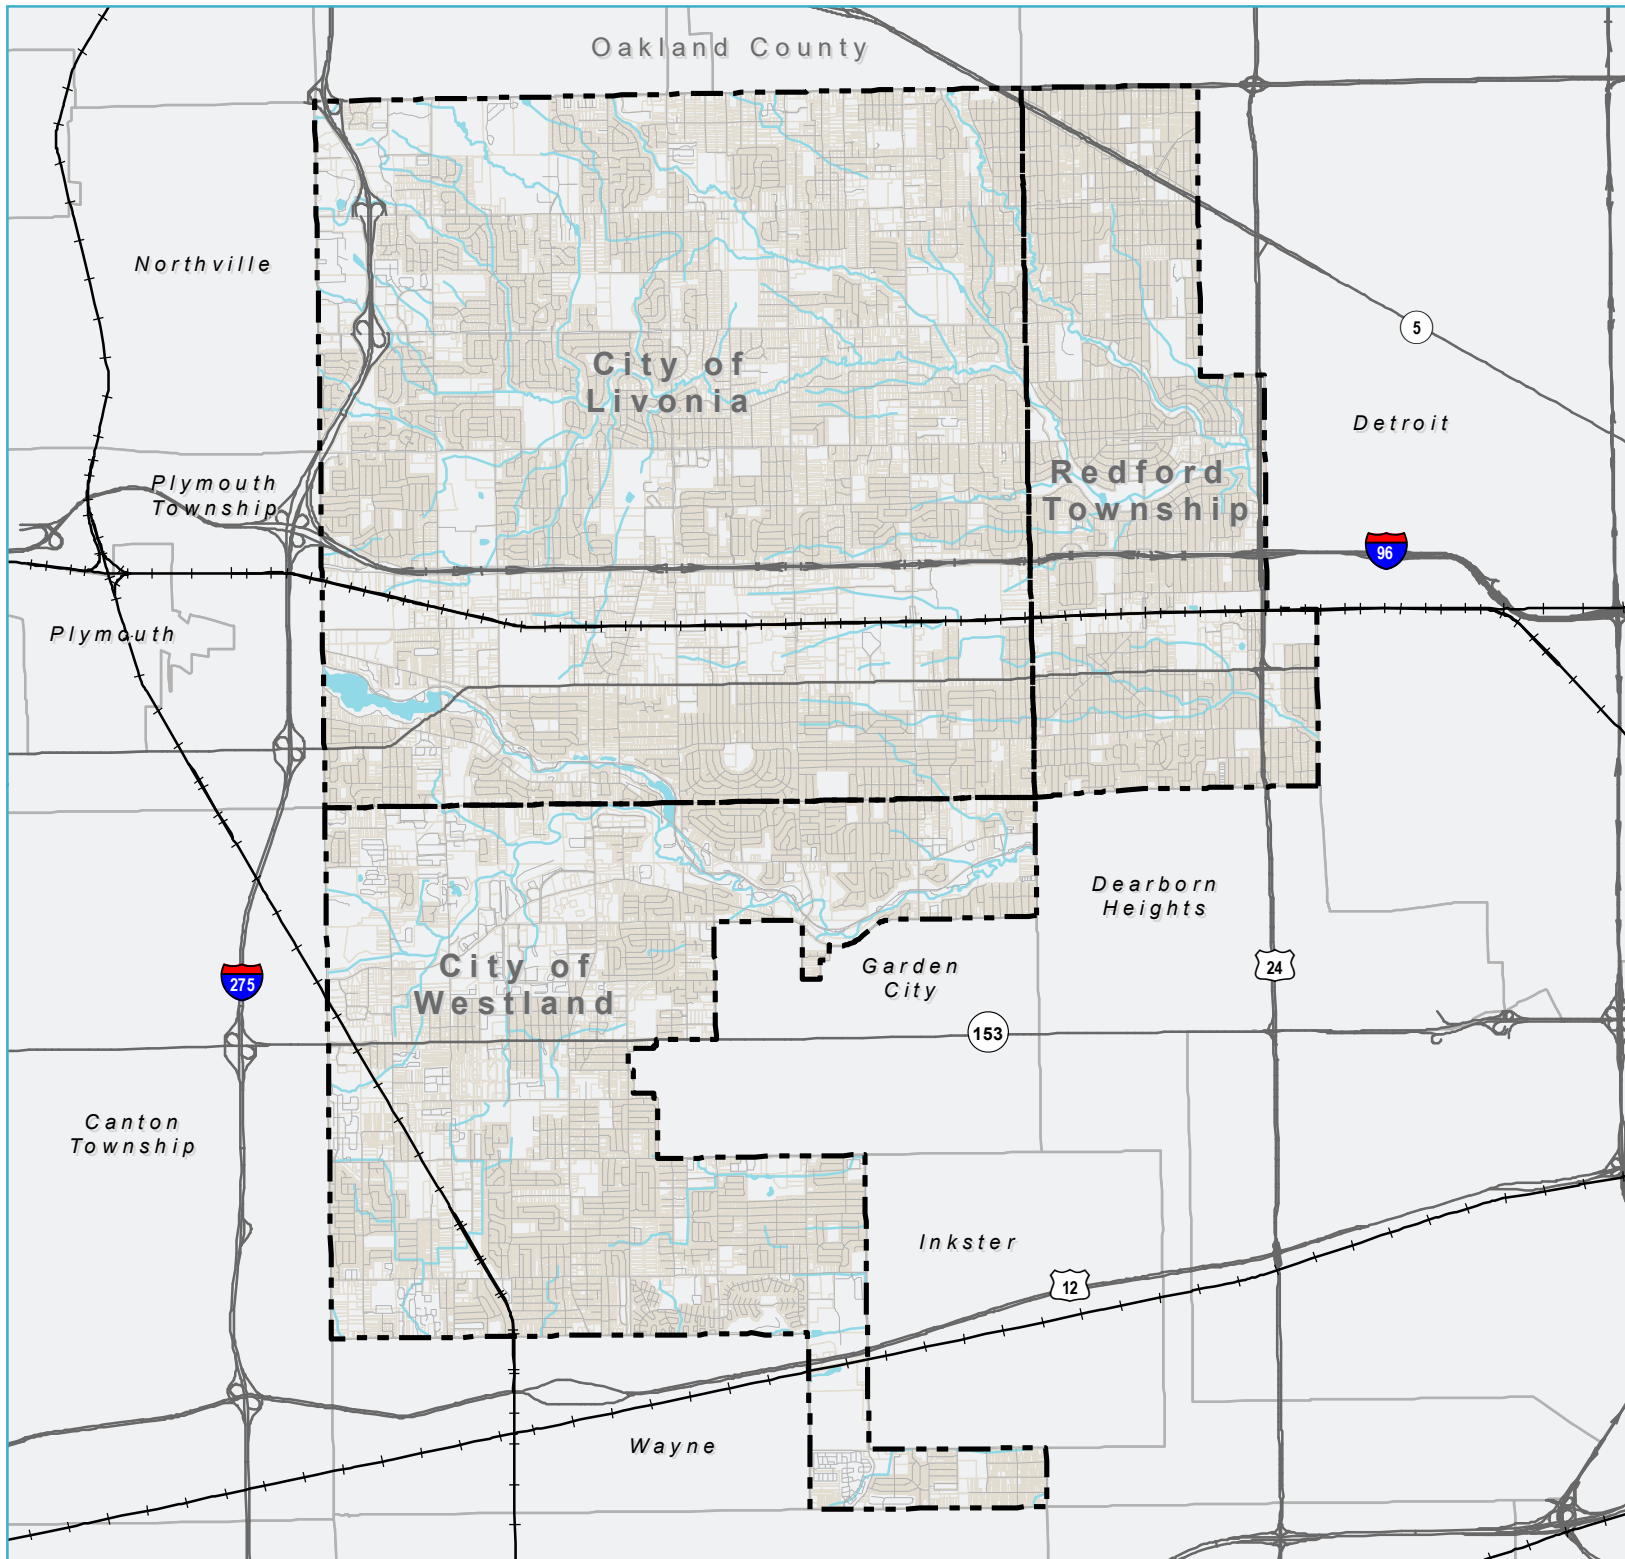 Oakland County
Northville
5
City of
Livonia
Detroit
Redford
Township
Plymouth
Township
96
Plymouth
Dearborn
Heights
Garden
City
24
City of
Westland
275
153
Canton
Township
Inkster
12
Wayne